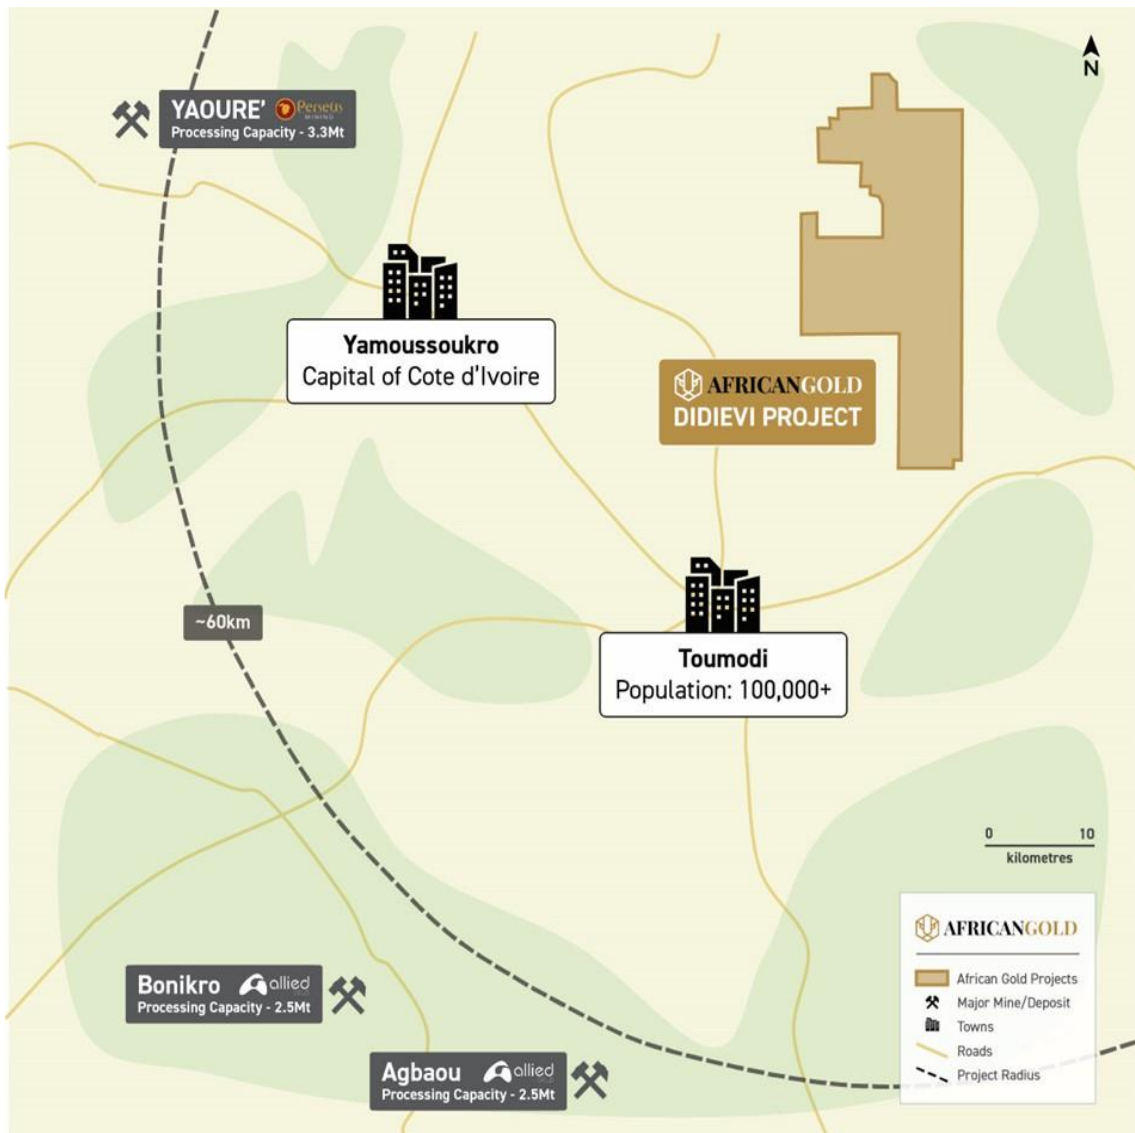 N
YAOURE' Perseus
MINING
Processing Capacity - 3.3Mt
Yamoussoukro
Capital of Cote d'Ivoire
AFRICANGOLD
DIDIEVI PROJECT
~60km
Toumodi
Population: 100,000+
0 10
kilometres
Bonikro allied
Processing Capacity - 2.5Mt
Agbaou allied
Processing Capacity - 2.5Mt
AFRICANGOLD
African Gold Projects
Major Mine/Deposit
Towns
Roads
Project Radius